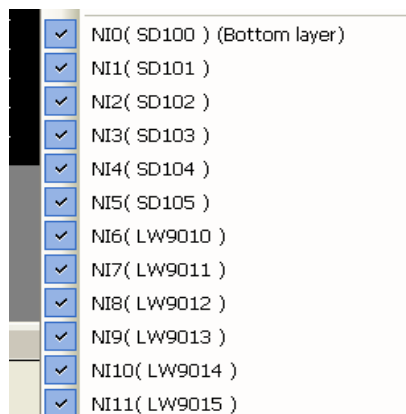 NI0( SD100 ) (Bottom layer)
NI1( SD101 )
NI2( SD102 )
NI3( SD103 )
NI4( SD104 )
NI5( SD105 )
NI6( LW9010 )
NI7( LW9011 )
NI8( LW9012 )
NI9( LW9013 )
NI10( LW9014 )
NI11( LW9015 )